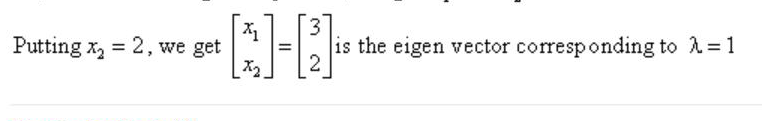 Putting x₂ = 2, we get [x₁ x₂] = [3 2] is the eigen vector corresponding to λ = 1